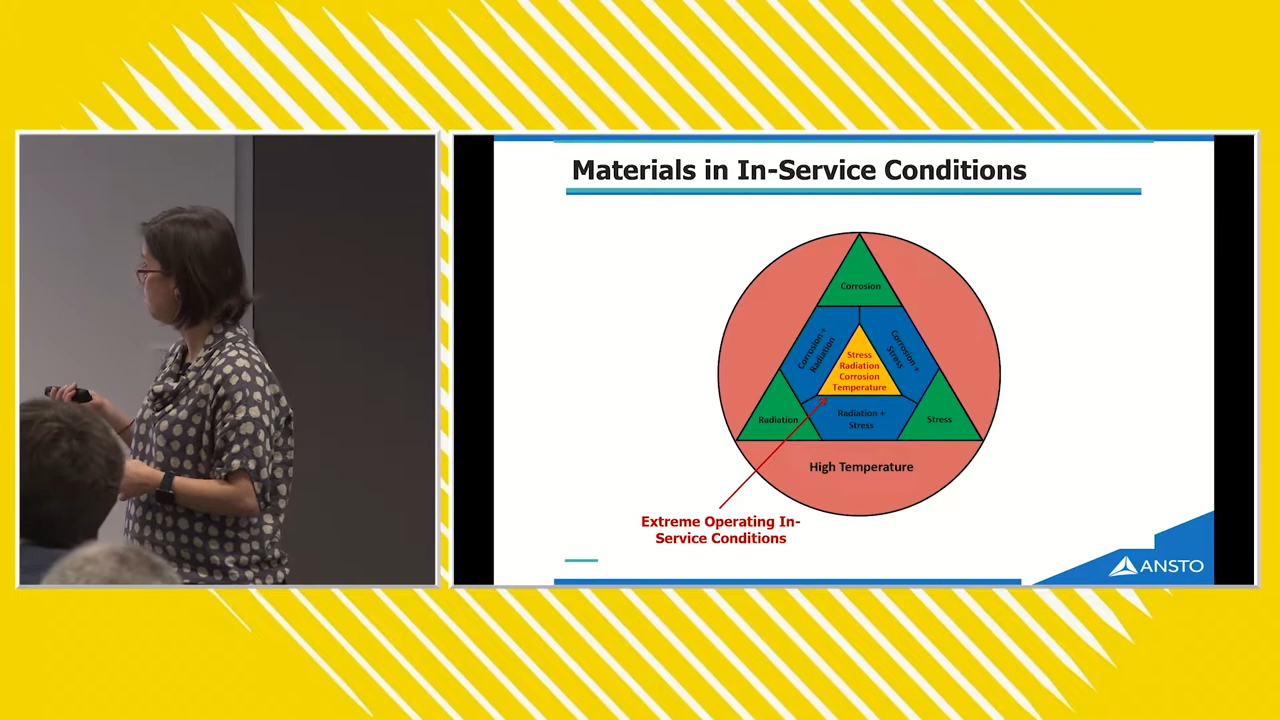 Materials in In-Service Conditions
Corrosion
Corrosion +
Radiation
Corrosion +
Stress
Stress
Radiation
Corrosion
Temperature
Radiation
Radiation +
Stress
Stress
High Temperature
Extreme Operating In-
Service Conditions
ANSTO